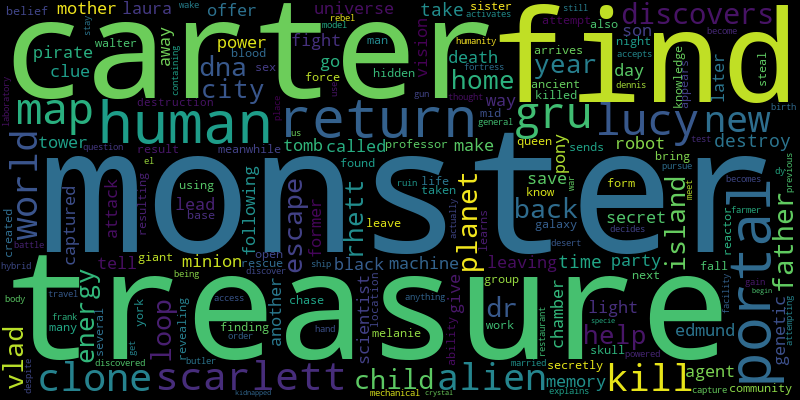 carter find
monster
treasure
human return
map gru lucy new
portal
world
alien
kill
clone scarlett
child
discovers
planet
island
father
escape
energy
loop
vlad
city
dna
home
year
back
rhett
help
dr
agent
pirate
clue
tower
mother
laura
offer
universe
take
son
away
power
fight
vision
death
go
hidden
day
later
way
night
ancient
killed
robot
destroy
tomb
called
professor
make
pony
save
secret
time
party
leaving
machine
black
minion
giant
tell
lead
captured
attack
following
former
scientist
another
chamber
light
memory
edmund
skull
genetic
community
reactor
group
work
give
ability
melanie
location
chase
finding
revealing
york
several
many
frank
belief
walter
blood
sex
force
man
model
rebel
humanity
activates
wake
stay
sister
attempt
also
still
become
arrives
accepts
dennis
fortress
thought
gun
use
containing
destruction
laboratory
question
result
meanwhile
el
mid
general
queen
sends
bring
know
form
galaxy
desert
war
decides
becomes
farmer
previous
birth
test
pursue
meet
appears
knowledge
steal
created
battle
hybrid
body
using
base
resulting
found
life
taken
leave
ruin
actually
learns
open
rescue
discover
ship
being
travel
get
despite
butler
order
kidnapped
discovered
access
hand
anything
mechanical
crystal
married
restaurant
secretly
explains
specie
powered
next
fall
facility
capture
attempting
begin
gain